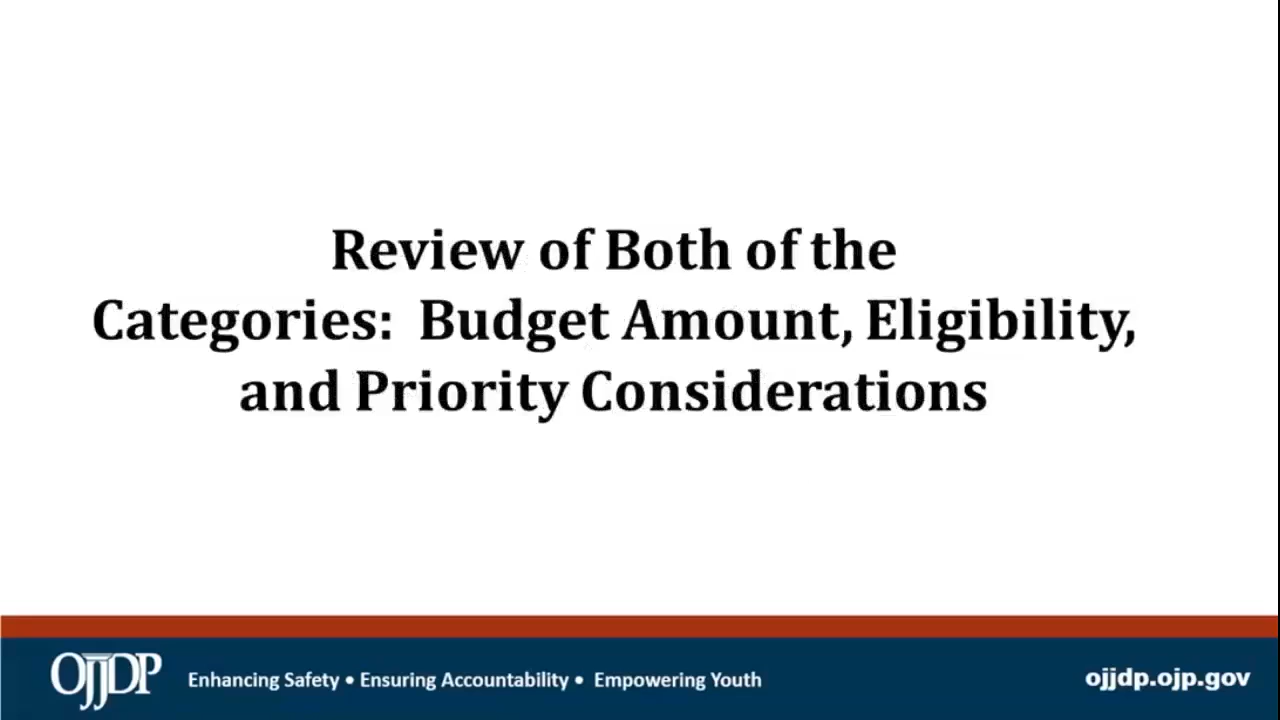 Review of Both of the
Categories:  Budget Amount, Eligibility,
and Priority Considerations
OJJDP Enhancing Safety • Ensuring Accountability • Empowering Youth ojjdp.ojp.gov